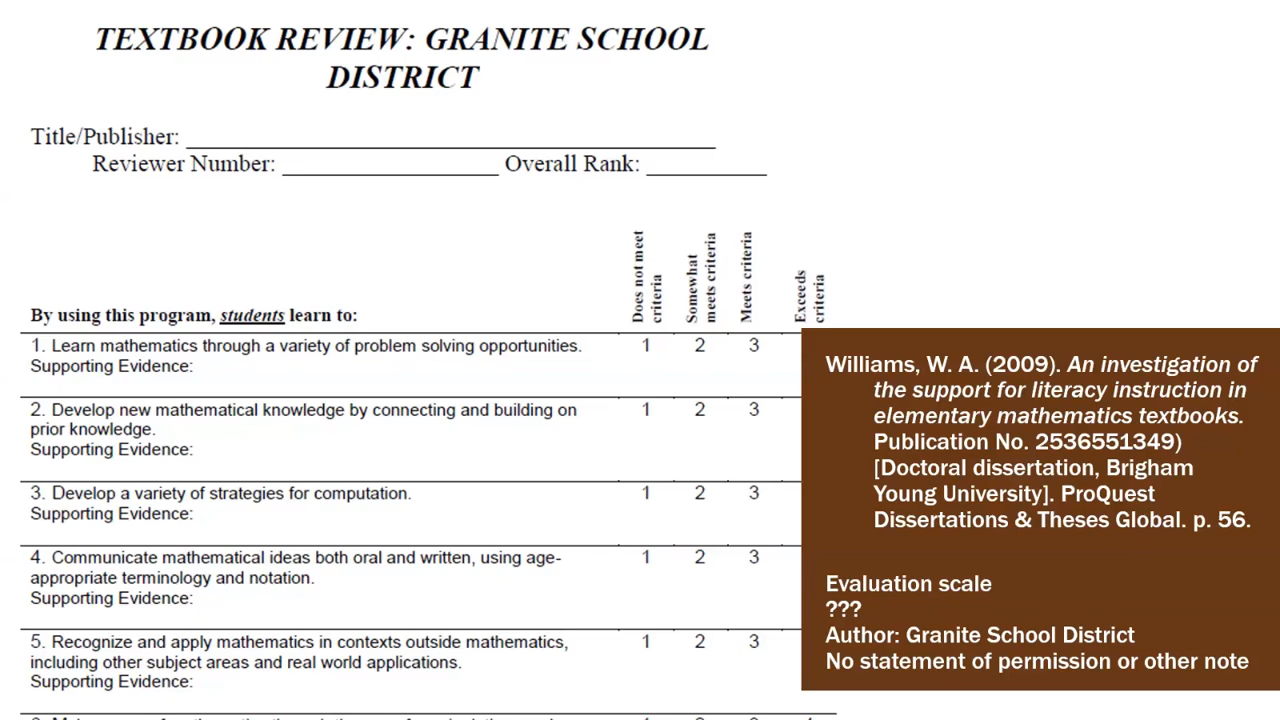 TEXTBOOK REVIEW: GRANITE SCHOOL
DISTRICT
Title/Publisher:
Reviewer Number: Overall Rank:
By using this program, students learn to:
Does not meet
criteria
Somewhat
meets criteria
Meets criteria
Exceeds
criteria
1. Learn mathematics through a variety of problem solving opportunities. 1 2 3
Supporting Evidence:
2. Develop new mathematical knowledge by connecting and building on 1 2 3
prior knowledge.
Supporting Evidence:
3. Develop a variety of strategies for computation. 1 2 3
Supporting Evidence:
4. Communicate mathematical ideas both oral and written, using age- 1 2 3
appropriate terminology and notation.
Supporting Evidence:
5. Recognize and apply mathematics in contexts outside mathematics, 1 2 3
including other subject areas and real world applications.
Supporting Evidence:
Williams, W. A. (2009). An investigation of
the support for literacy instruction in
elementary mathematics textbooks.
Publication No. 2536551349)
[Doctoral dissertation, Brigham
Young University]. ProQuest
Dissertations & Theses Global. p. 56.
Evaluation scale
???
Author: Granite School District
No statement of permission or other note